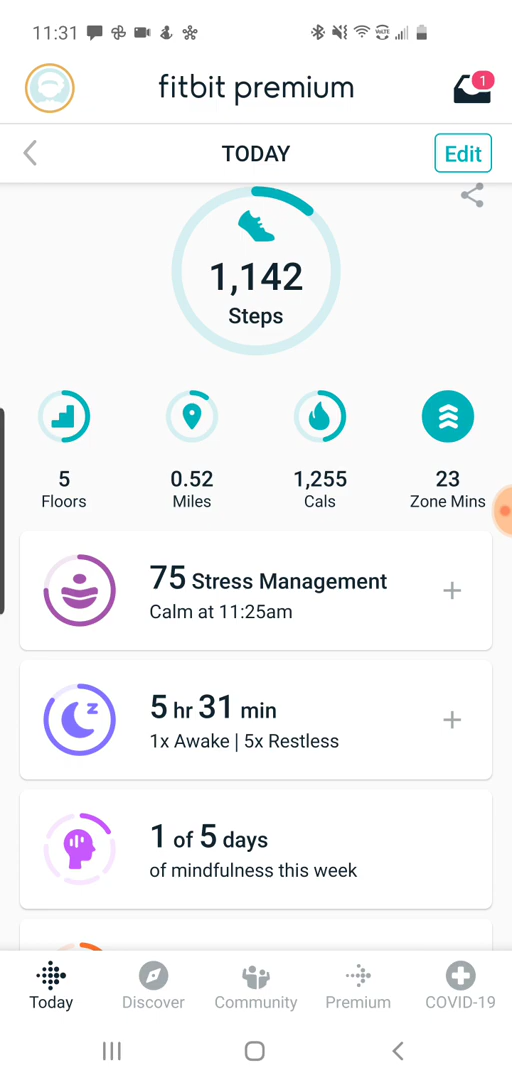 11:31
fitbit premium
1
TODAY
Edit
1,142
Steps
5
Floors
0.52
Miles
1,255
Cals
23
Zone Mins
75 Stress Management
Calm at 11:25am
5 hr 31 min
1x Awake | 5x Restless
1 of 5 days
of mindfulness this week
Today
Discover
Community
Premium
COVID-19